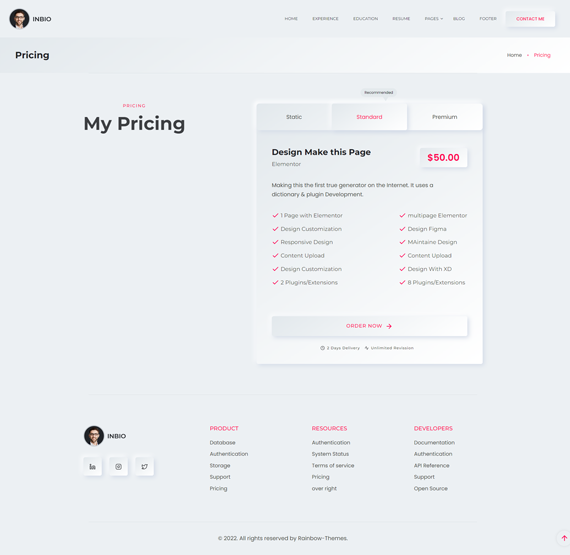 INBIO
HOME EXPERIENCE EDUCATION RESUME PAGES BLOG FOOTER CONTACT ME
Pricing
Home • Pricing
PRICING
My Pricing
Recommended
Static Standard Premium
Design Make this Page
Elementor
$50.00
Making this the first true generator on the Internet. It uses a
dictionary & plugin Development.
1 Page with Elementor
Design Customization
Responsive Design
Content Upload
Design Customization
2 Plugins/Extensions
multipage Elementor
Design Figma
MAintaine Design
Content Upload
Design With XD
8 Plugins/Extensions
ORDER NOW
2 Days Delivery Unlimited Revission
INBIO
PRODUCT
Database
Authentication
Storage
Support
Pricing
RESOURCES
Authentication
System Status
Terms of service
Pricing
over right
DEVELOPERS
Documentation
Authentication
API Reference
Support
Open Source
© 2022. All rights reserved by Rainbow-Themes.